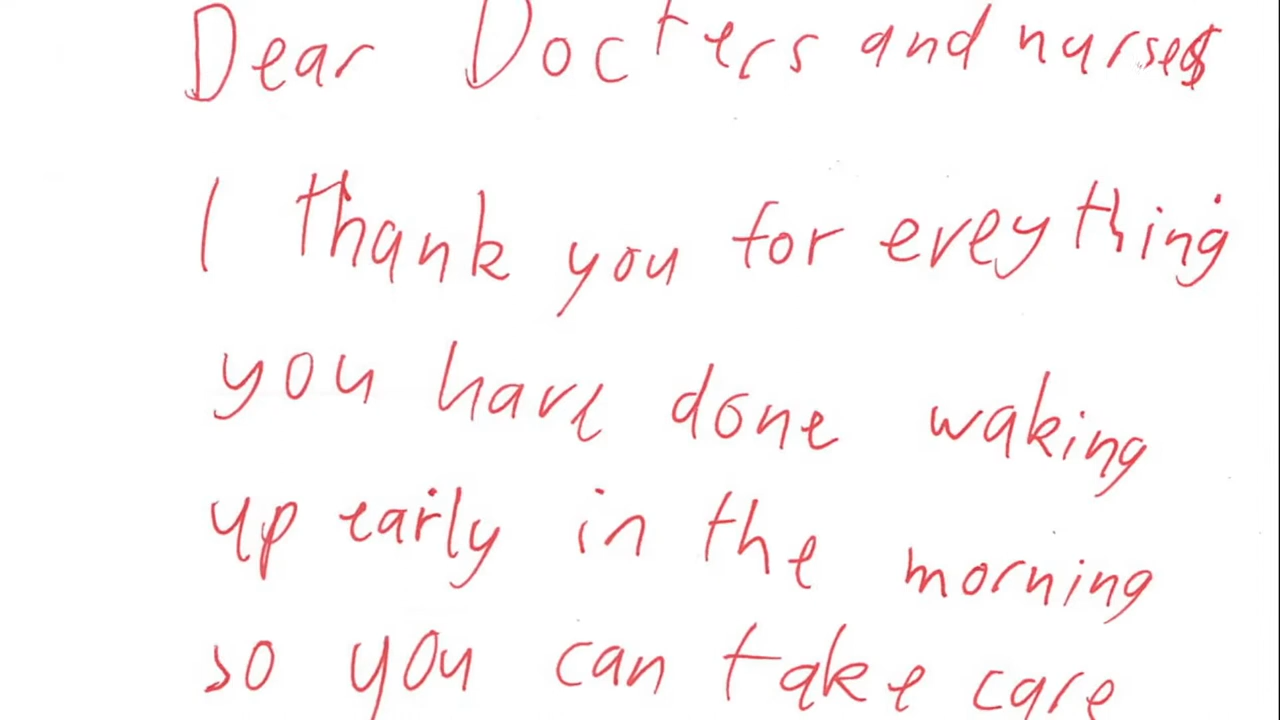 Dear Docters and nurses
I thank you for eveything
you have done waking
up early in the morning
so you can take care